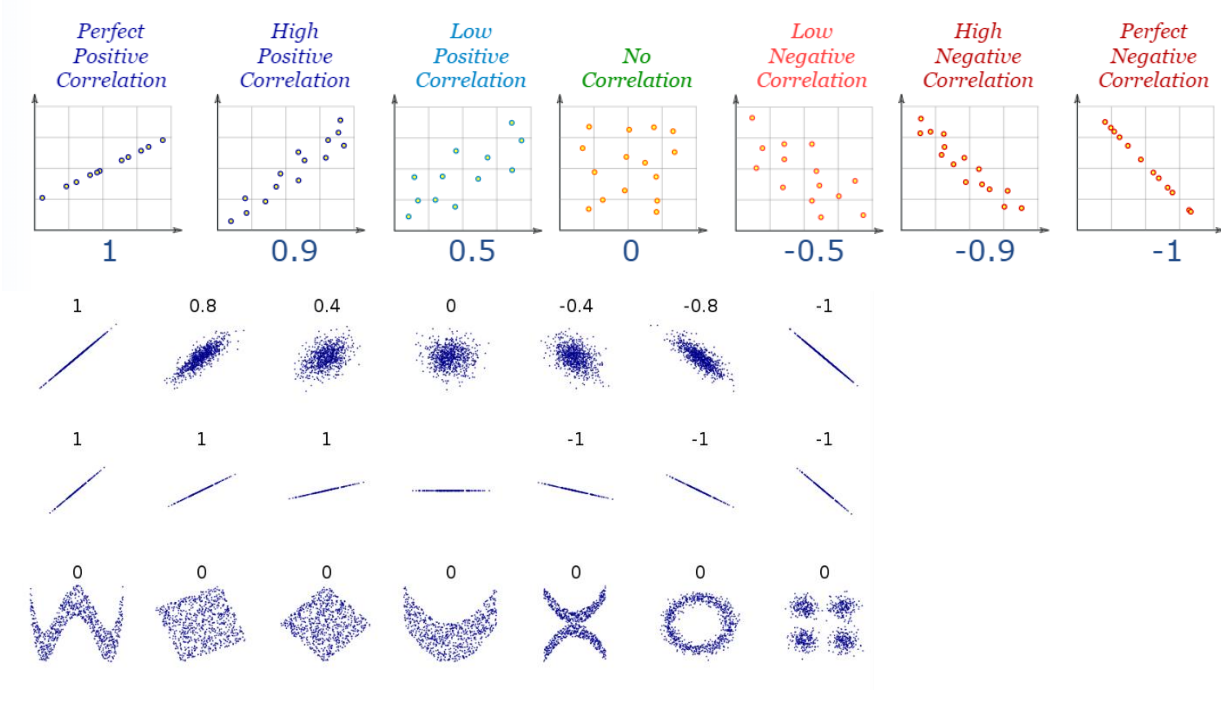 Perfect
Positive
Correlation
High
Positive
Correlation
Low
Positive
Correlation
No
Correlation
Low
Negative
Correlation
High
Negative
Correlation
Perfect
Negative
Correlation
1 0.9 0.5 0 -0.5 -0.9 -1
1 0.8 0.4 0 -0.4 -0.8 -1
1 1 1 -1 -1 -1
0 0 0 0 0 0 0